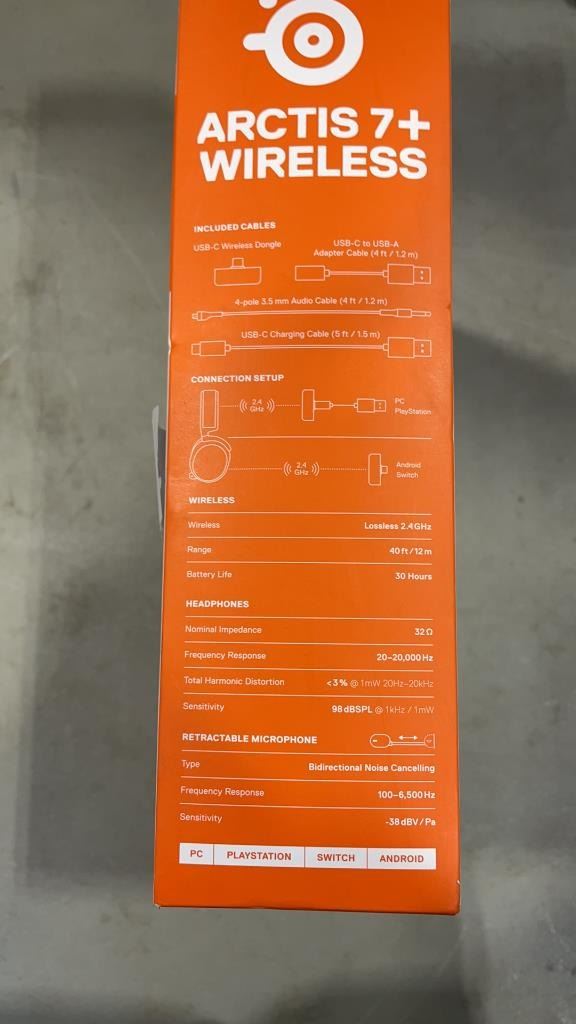 ARCTIS 7+
WIRELESS
INCLUDED CABLES
USB-C Wireless Dongle
USB-C to USB-A
Adapter Cable (4 ft / 1.2 m)
4-pole 3.5 mm Audio Cable (4 ft / 1.2 m)
USB-C Charging Cable (5 ft / 1.5 m)
CONNECTION SETUP
2.4
GHz
PC
PlayStation
2.4
GHz
Android
Switch
WIRELESS
Wireless Lossless 2.4GHz
Range 40 ft / 12 m
Battery Life 30 Hours
HEADPHONES
Nominal Impedance 32 Ω
Frequency Response 20–20,000 Hz
Total Harmonic Distortion <3% @ 1mW 20Hz–20kHz
Sensitivity 98 dBSPL @ 1kHz / 1mW
RETRACTABLE MICROPHONE
Type Bidirectional Noise Cancelling
Frequency Response 100–6,500 Hz
Sensitivity -38 dBV / Pa
PC PLAYSTATION SWITCH ANDROID